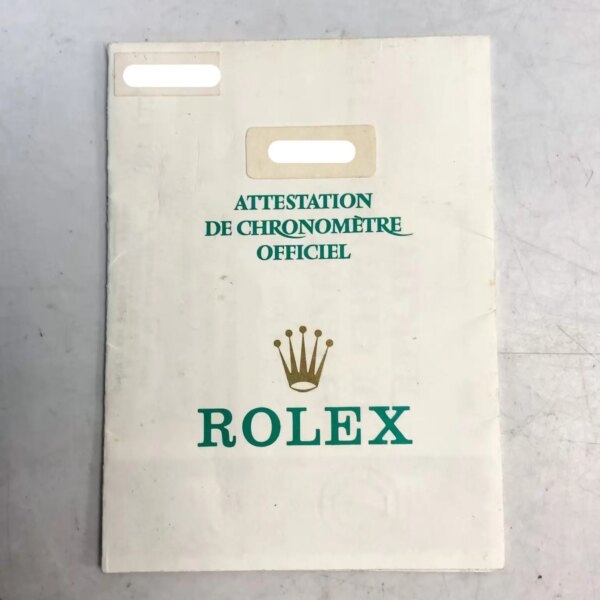 ATTESTATION
DE CHRONOMÈTRE
OFFICIEL
ROLEX